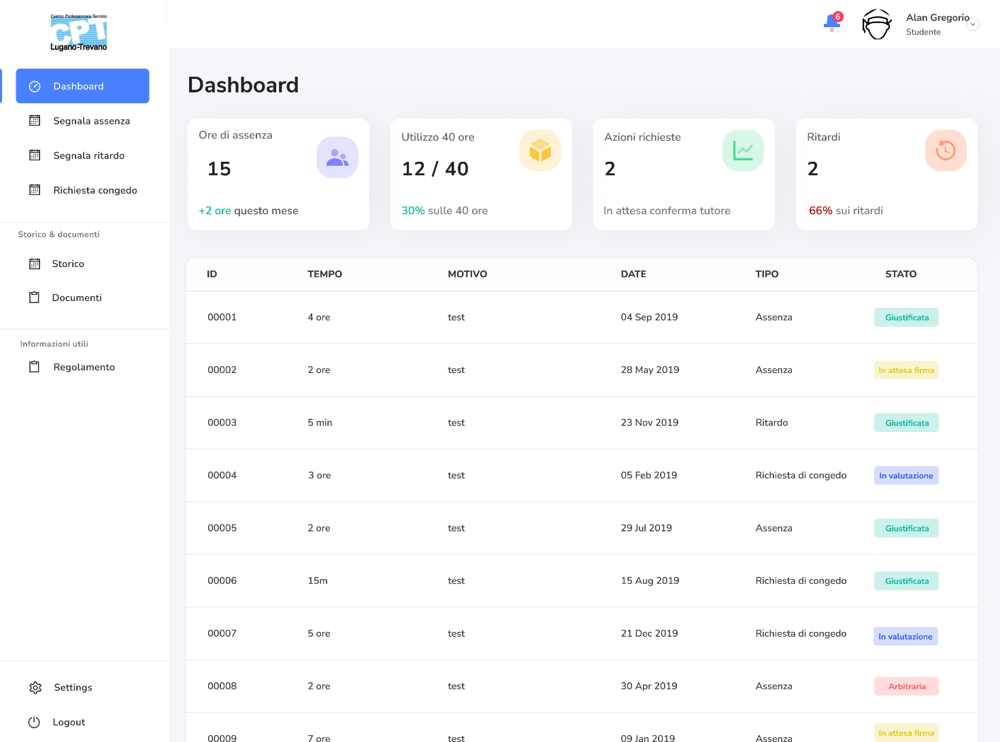 Centro Professionale Tecnico
CPT
Lugano-Trevano
6
Alan Gregorio
Studente
Dashboard
Segnala assenza
Segnala ritardo
Richiesta congedo
Storico & documenti
Storico
Documenti
Informazioni utili
Regolamento
Settings
Logout
Dashboard
Ore di assenza
15
+2 ore questo mese
Utilizzo 40 ore
12 / 40
30% sulle 40 ore
Azioni richieste
2
In attesa conferma tutore
Ritardi
2
66% sui ritardi
ID TEMPO MOTIVO DATE TIPO STATO
00001 4 ore test 04 Sep 2019 Assenza Giustificata
00002 2 ore test 28 May 2019 Assenza In attesa firma
00003 5 min test 23 Nov 2019 Ritardo Giustificata
00004 3 ore test 05 Feb 2019 Richiesta di congedo In valutazione
00005 2 ore test 29 Jul 2019 Assenza Giustificata
00006 15m test 15 Aug 2019 Richiesta di congedo Giustificata
00007 5 ore test 21 Dec 2019 Richiesta di congedo In valutazione
00008 2 ore test 30 Apr 2019 Assenza Arbitraria
00009 7 ore test 09 Jan 2019 Assenza In attesa firma